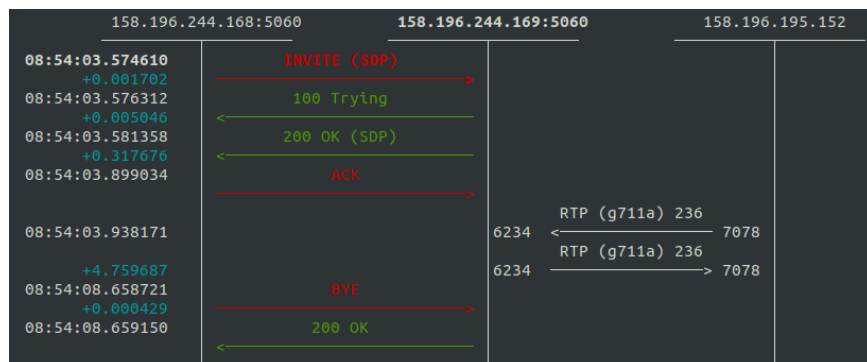 158.196.244.168:5060 158.196.244.169:5060 158.196.195.152
08:54:03.574610 INVITE (SDP)
+0.001702
08:54:03.576312 100 Trying
+0.005046
08:54:03.581358 200 OK (SDP)
+0.317676
08:54:03.899034 ACK
RTP (g711a) 236
08:54:03.938171 6234 < 7078
RTP (g711a) 236
+4.759687 6234 > 7078
08:54:08.658721 BYE
+0.000429
08:54:08.659150 200 OK